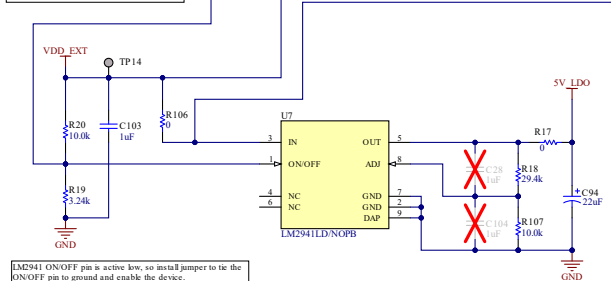 VDD_EXT
TP14
5V_LDO
U7
R20
10.0k
C103
1uF
R106
0
3
IN
OUT
5
R17
0
1
ON/OFF
ADJ
8
C28
1uF
R18
29.4k
R19
3.24k
4
NC
GND
7
C94
22uF
6
NC
GND
2
C104
1uF
R107
10.0k
DAP
9
LM2941LD/NOPB
GND
GND
LM2941 ON/OFF pin is active low, so install jumper to tie the
ON/OFF pin to ground and enable the device.